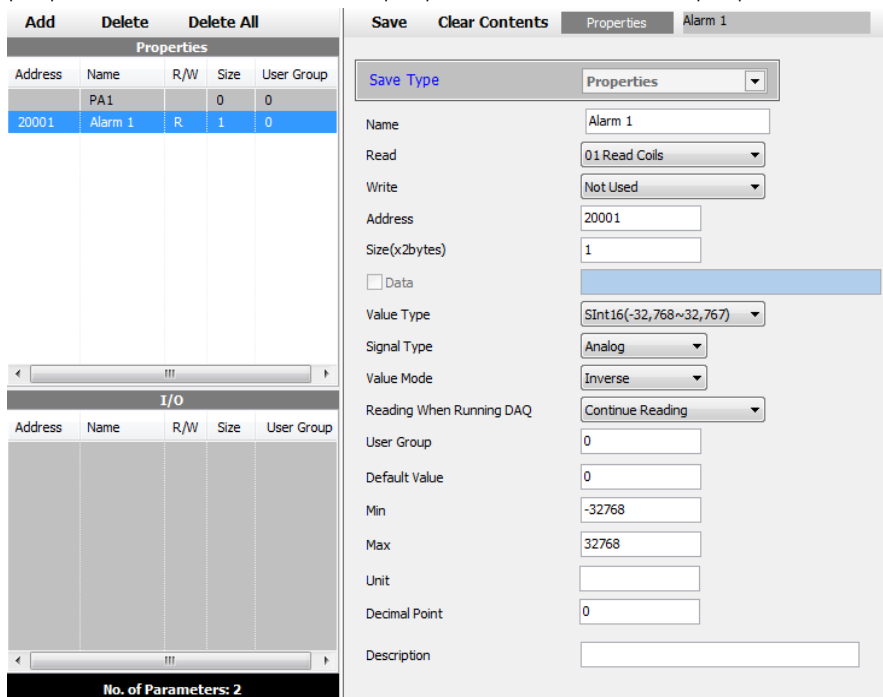 Add Delete Delete All
Properties
Address Name R/W Size User Group
PA1 0 0
20001 Alarm 1 R 1 0
I/O
Address Name R/W Size User Group
No. of Parameters: 2
Save Clear Contents Properties Alarm 1
Save Type Properties
Name Alarm 1
Read 01 Read Coils
Write Not Used
Address 20001
Size(x2bytes) 1
Data
Value Type SInt16(-32,768~32,767)
Signal Type Analog
Value Mode Inverse
Reading When Running DAQ Continue Reading
User Group 0
Default Value 0
Min -32768
Max 32768
Unit
Decimal Point 0
Description